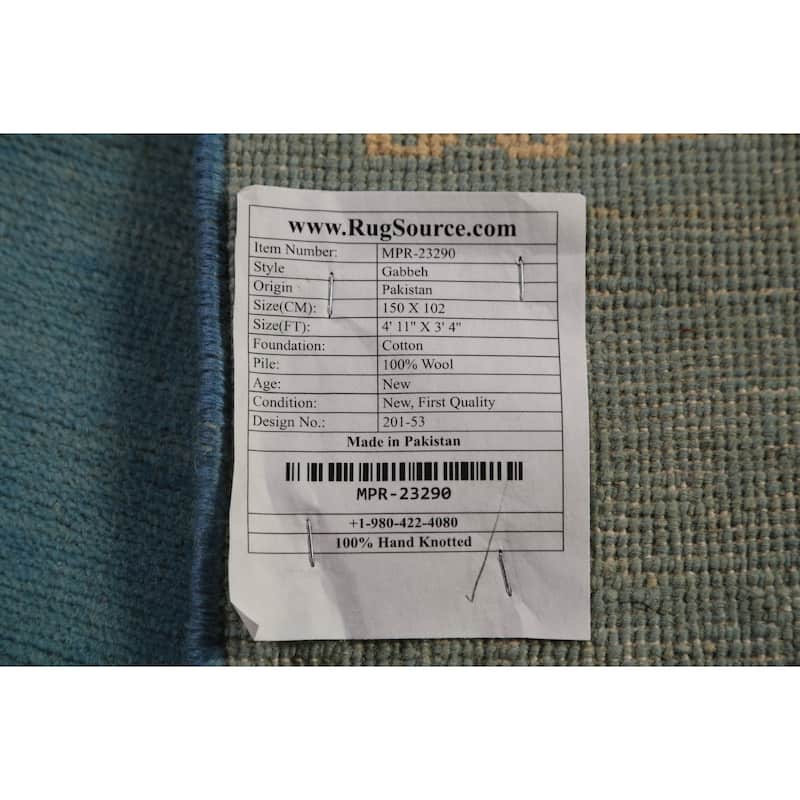 www.RugSource.com
Item Number: MPR-23290
Style Gabbeh
Origin Pakistan
Size(CM): 150 X 102
Size(FT): 4' 11" X 3' 4"
Foundation: Cotton
Pile: 100% Wool
Age: New
Condition: New, First Quality
Design No.: 201-53
Made in Pakistan
MPR-23290
+1-980-422-4080
100% Hand Knotted